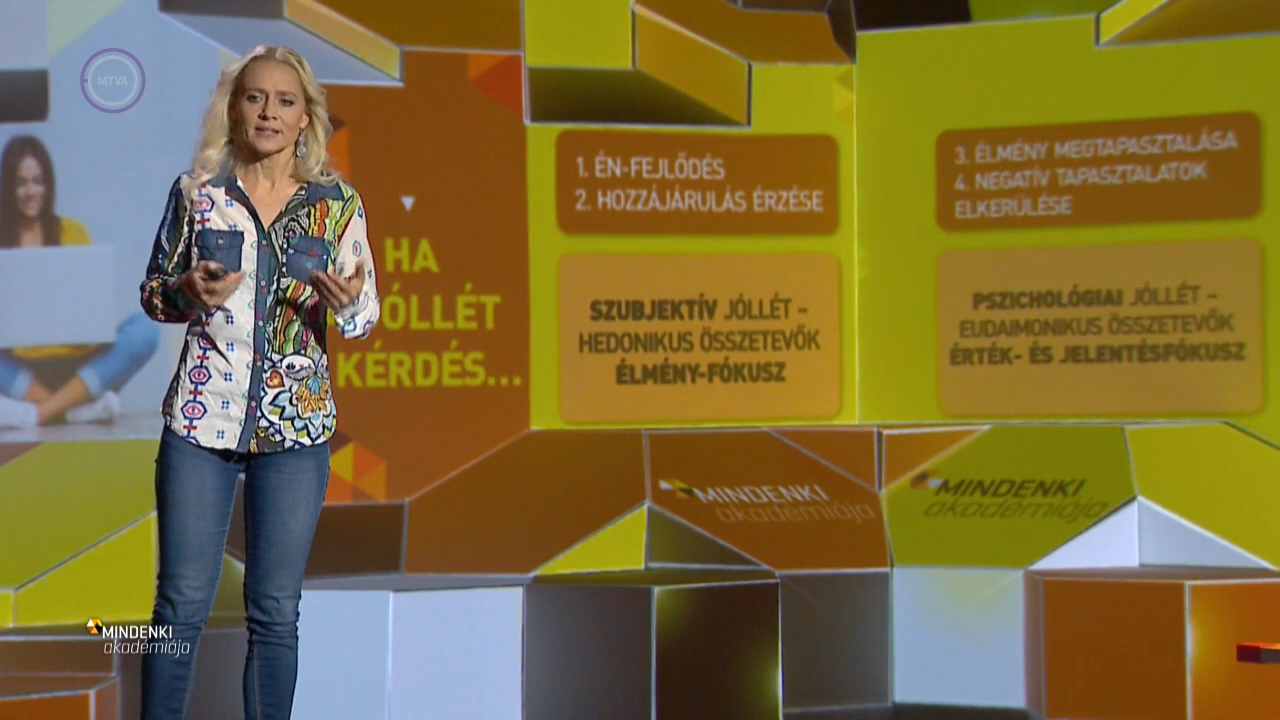 MTVA
HA
JÓLLÉT
KÉRDÉS...
1. ÉN-FEJLŐDÉS
2. HOZZÁJÁRULÁS ÉRZÉSE
SZUBJEKTÍV JÓLLÉT –
HEDONIKUS ÖSSZETEVŐK
ÉLMÉNY-FÓKUSZ
3. ÉLMÉNY MEGTAPASZTALÁSA
4. NEGATÍV TAPASZTALATOK
ELKERÜLÉSE
PSZICHOLÓGIAI JÓLLÉT –
EUDAIMONIKUS ÖSSZETEVŐK
ÉRTÉK- ÉS JELENTÉSFÓKUSZ
MINDENKI
akadémiája
MINDENKI
akadémiája
MINDENKI
akadémiája